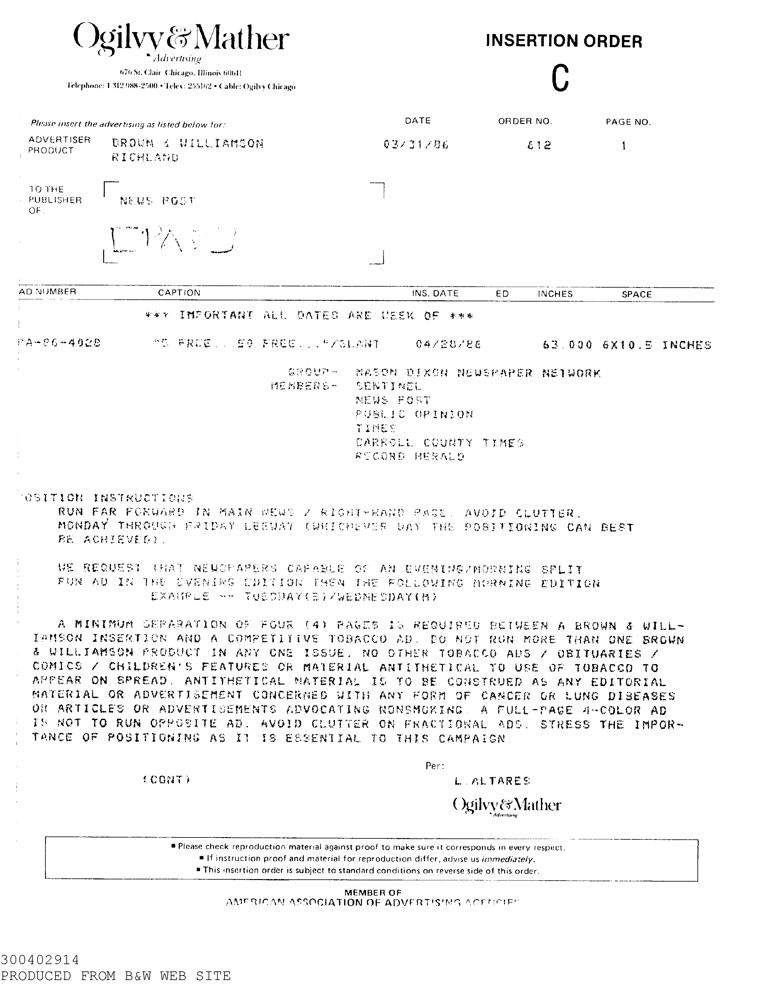 Ogilvy & Mather
Advertising
676 St. Clair Chicago, Illinois 60611
Telephone: 1 312 988-2500 • Telex: 255162 • Cable: Ogilvy Chicago
INSERTION ORDER
C
Please insert the advertising as listed below for:
DATE ORDER NO. PAGE NO.
ADVERTISER BROWN & WILLIAMSON 03/31/86 612 1
PRODUCT RICHLAND
TO THE
PUBLISHER NEWS POST
OF:
AD NUMBER CAPTION INS. DATE ED INCHES SPACE
*** IMPORTANT ALL DATES ARE WEEK OF ***
"5 FREE...50 FREE..."/SLANT 04/28/86 63.000 6X10.5 INCHES
GROUP- MASON DIXON NEWSPAPER NETWORK
MEMBERS- SENTINEL
NEWS POST
PUBLIC OPINION
TIMES
CARROLL COUNTY TIMES
RECORD HERALD
OSITION INSTRUCTIONS
RUN FAR FORWARD IN MAIN NEWS / RIGHT-HAND PAGE. AVOID CLUTTER.
MONDAY THROUGH FRIDAY LEEWAY (WHICHEVER DAY THE POSITIONING CAN BEST
BE ACHIEVED).
WE REQUEST THAT NEWSPAPERS CAPABLE OF AN EVENING/MORNING SPLIT
RUN AD IN THE EVENING EDITION THEN THE FOLLOWING MORNING EDITION
EXAMPLE -- TUESDAY(E)/WEDNESDAY(M)
A MINIMUM SEPARATION OF FOUR (4) PAGES IS REQUIRED BETWEEN A BROWN & WILL-
IAMSON INSERTION AND A COMPETITIVE TOBACCO AD. DO NOT RUN MORE THAN ONE BROWN
& WILLIAMSON PRODUCT IN ANY ONE ISSUE. NO OTHER TOBACCO ADS / OBITUARIES /
COMICS / CHILDREN'S FEATURES OR MATERIAL ANTITHETICAL TO USE OF TOBACCO TO
APPEAR ON SPREAD. ANTITHETICAL MATERIAL IS TO BE CONSTRUED AS ANY EDITORIAL
MATERIAL OR ADVERTISEMENT CONCERNED WITH ANY FORM OF CANCER OR LUNG DISEASES
OR ARTICLES OR ADVERTISEMENTS ADVOCATING NONSMOKING. A FULL-PAGE 4-COLOR AD
IS NOT TO RUN OPPOSITE AD. AVOID CLUTTER ON FRACTIONAL ADS. STRESS THE IMPOR-
TANCE OF POSITIONING AS IT IS ESSENTIAL TO THIS CAMPAIGN.
Per:
(CONT) L. ALTARES
Ogilvy & Mather
Advertising
▪ Please check reproduction material against proof to make sure it corresponds in every respect.
▪ If instruction proof and material for reproduction differ, advise us immediately.
▪ This insertion order is subject to standard conditions on reverse side of this order.
MEMBER OF
AMERICAN ASSOCIATION OF ADVERTISING AGENCIES
300402914
PRODUCED FROM B&W WEB SITE